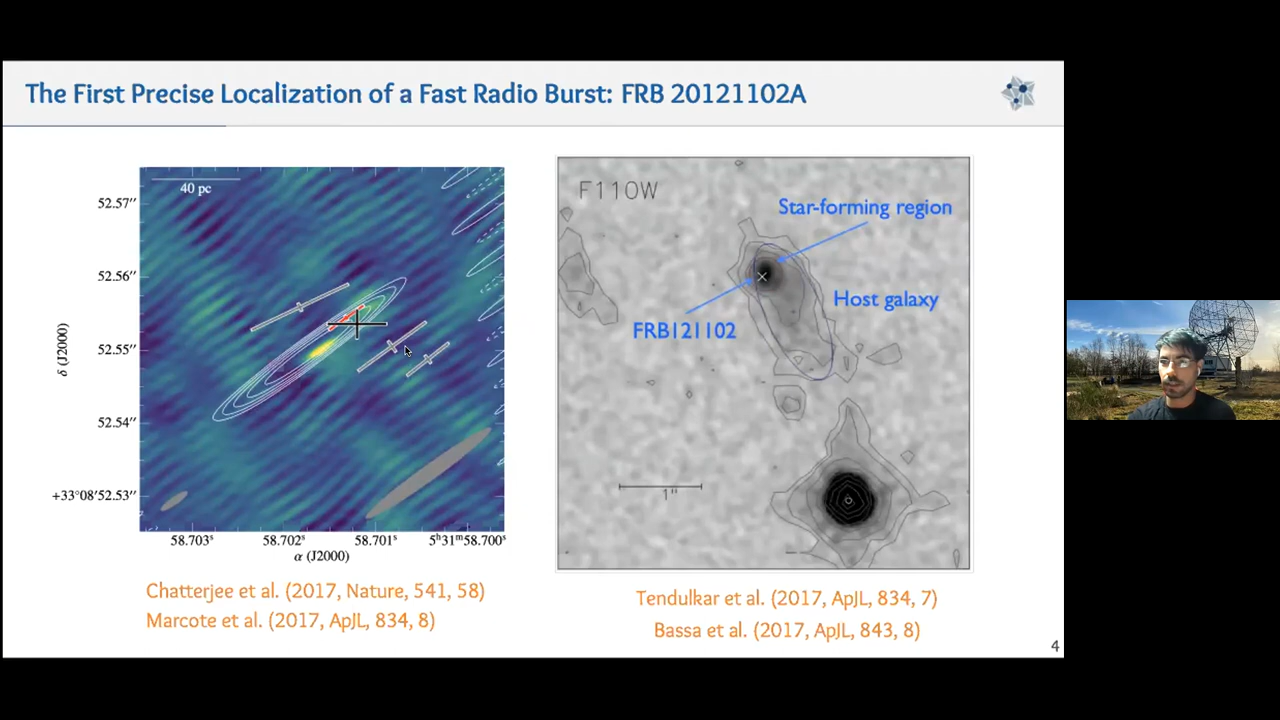 The First Precise Localization of a Fast Radio Burst: FRB 20121102A
40 pc
52.57″
52.56″
52.55″
52.54″
+33°08′52.53″
δ (J2000)
58.703ˢ
58.702ˢ
58.701ˢ
5ʰ31ᵐ58.700ˢ
α (J2000)
Chatterjee et al. (2017, Nature, 541, 58)
Marcote et al. (2017, ApJL, 834, 8)
F110W
Star-forming region
Host galaxy
FRB121102
1"
Tendulkar et al. (2017, ApJL, 834, 7)
Bassa et al. (2017, ApJL, 843, 8)
4